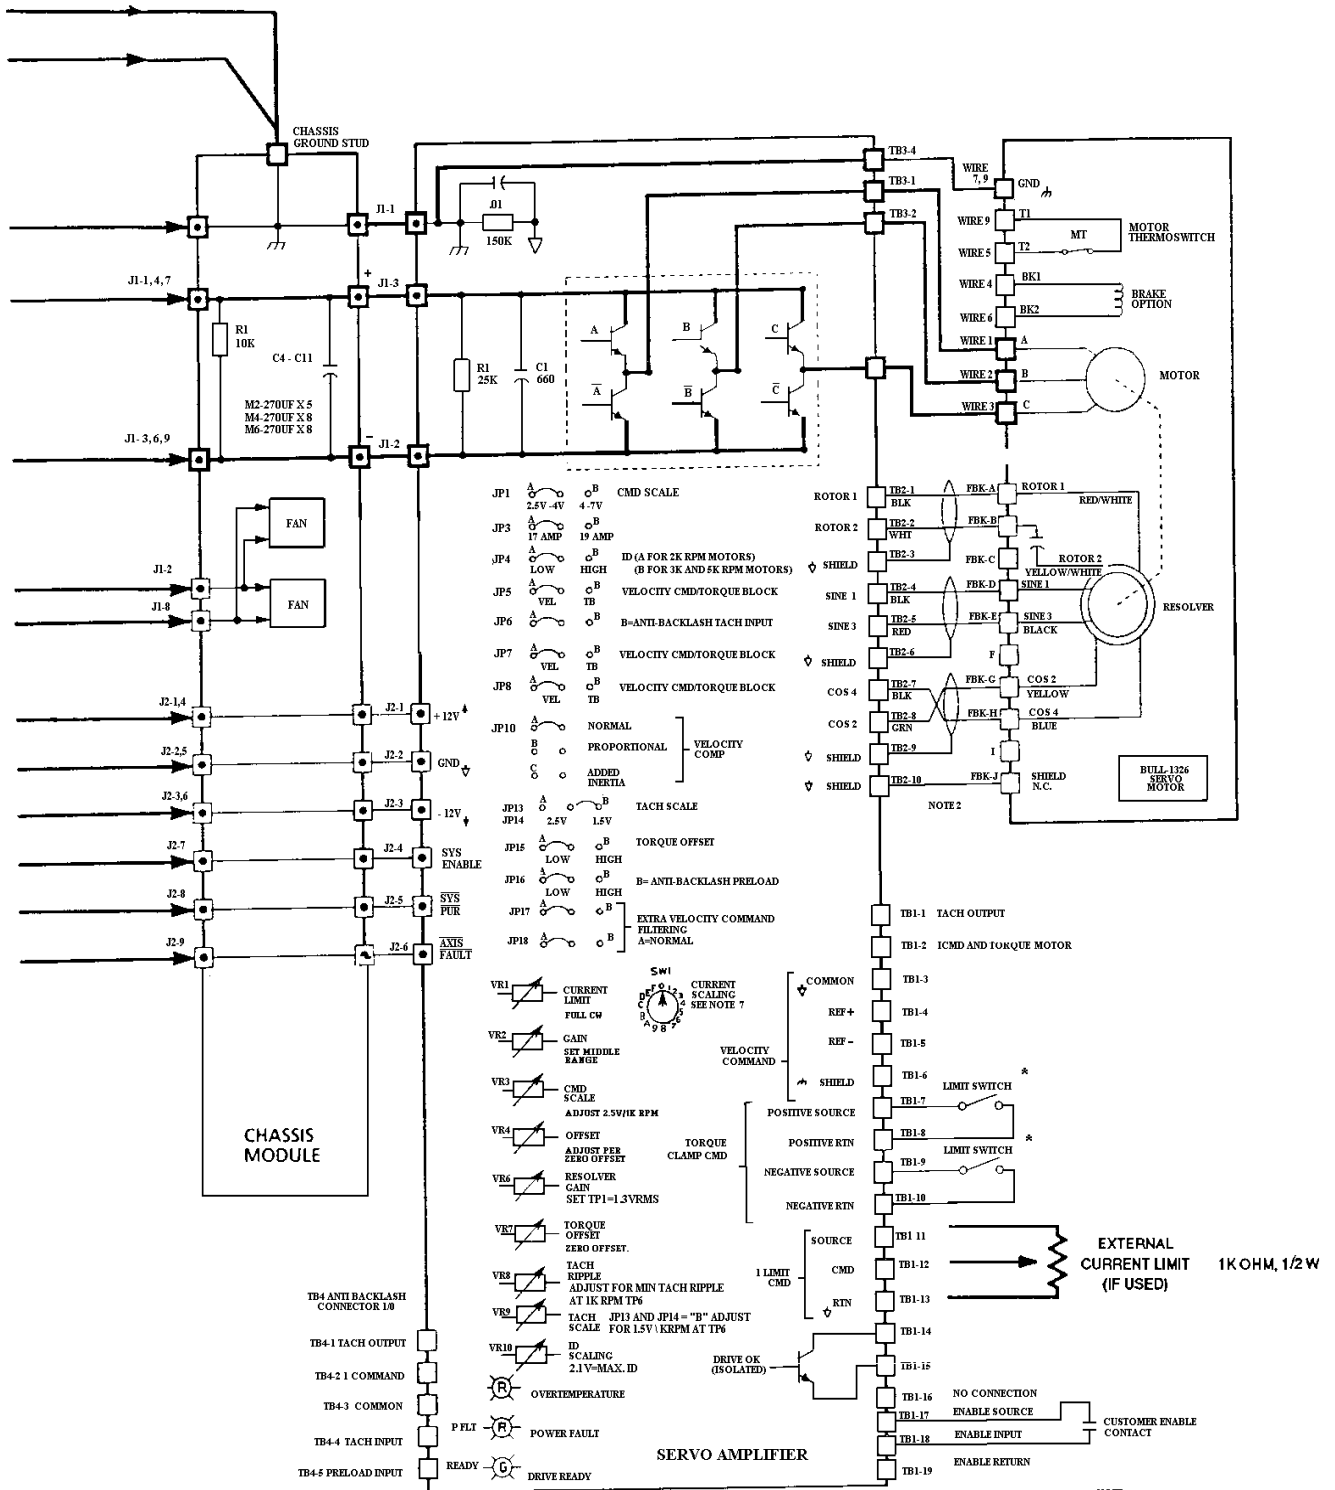 CHASSIS
GROUND STUD
J1-1
.01
150K
TB3-4
TB3-1
TB3-2
WIRE
7, 9
GND
WIRE 9
T1
MT
MOTOR
THERMOSWITCH
WIRE 5
T2
WIRE 4
BK1
BRAKE
OPTION
WIRE 6
BK2
WIRE 1
A
WIRE 2
B
MOTOR
WIRE 3
C
J1-1, 4, 7
+
J1-3
R1
10K
C4 - C11
M2-270UF X 5
M4-270UF X 8
M6-270UF X 8
R1
25K
C1
660
A
B
C
A̅
B̅
C̅
J1- 3, 6, 9
−
J1-2
FAN
FAN
J1-2
J1-8
JP1
A
B
CMD SCALE
2.5V -4V
4 -7V
JP3
A
B
17 AMP
19 AMP
JP4
A
B
ID (A FOR 2K RPM MOTORS)
(B FOR 3K AND 5K RPM MOTORS)
LOW
HIGH
JP5
A
B
VELOCITY CMD/TORQUE BLOCK
VEL
TB
JP6
A
B
B=ANTI-BACKLASH TACH INPUT
JP7
A
B
VELOCITY CMD/TORQUE BLOCK
VEL
TB
JP8
A
B
VELOCITY CMD/TORQUE BLOCK
VEL
TB
JP10
A
NORMAL
B
PROPORTIONAL
C
ADDED
INERTIA
VELOCITY
COMP
JP13
JP14
A
B
TACH SCALE
2.5V
1.5V
JP15
A
B
TORQUE OFFSET
LOW
HIGH
JP16
A
B
B= ANTI-BACKLASH PRELOAD
LOW
HIGH
JP17
A
B
JP18
A
B
EXTRA VELOCITY COMMAND
FILTERING
A=NORMAL
ROTOR 1
TB2-1
BLK
FBK-A
ROTOR 1
RED/WHITE
ROTOR 2
TB2-2
WHT
FBK-B
SHIELD
TB2-3
FBK-C
ROTOR 2
YELLOW/WHITE
SINE 1
TB2-4
BLK
FBK-D
SINE 1
RESOLVER
SINE 3
TB2-5
RED
FBK-E
SINE 3
BLACK
SHIELD
TB2-6
F
COS 4
TB2-7
BLK
FBK-G
COS 2
YELLOW
COS 2
TB2-8
GRN
FBK-H
COS 4
BLUE
SHIELD
TB2-9
I
SHIELD
TB2-10
FBK-J
SHIELD
N.C.
NOTE 2
BULL-1326
SERVO
MOTOR
J2-1,4
J2-1
+ 12V
J2-2,5
J2-2
GND
J2-3,6
J2-3
- 12V
J2-7
J2-4
SYS
ENABLE
J2-8
J2-5
S̅Y̅S̅
P̅U̅R̅
J2-9
J2-6
A̅X̅I̅S̅
F̅A̅U̅L̅T̅
CHASSIS
MODULE
VR1
CURRENT
LIMIT
FULL CW
SW1
0 1 2 3 4 5 6 7 8 9 A B C D E F
CURRENT
SCALING
SEE NOTE 7
VR2
GAIN
SET MIDDLE
RANGE
VR3
CMD
SCALE
ADJUST 2.5V/1K RPM
VR4
OFFSET
ADJUST PER
ZERO OFFSET
VR6
RESOLVER
GAIN
SET TP1=1.3VRMS
VR7
TORQUE
OFFSET
ZERO OFFSET.
VR8
TACH
RIPPLE
ADJUST FOR MIN TACH RIPPLE
AT 1K RPM TP6
VR9
TACH
SCALE
JP13 AND JP14 = "B" ADJUST
FOR 1.5V \ KRPM AT TP6
VR10
ID
SCALING
2.1V=MAX. ID
R
OVERTEMPERATURE
P FLT
R
POWER FAULT
READY
G
DRIVE READY
TB4 ANTI BACKLASH
CONNECTOR 1/0
TB4-1 TACH OUTPUT
TB4-2 1 COMMAND
TB4-3 COMMON
TB4-4 TACH INPUT
TB4-5 PRELOAD INPUT
TB1-1 TACH OUTPUT
TB1-2 ICMD AND TORQUE MOTOR
COMMON
TB1-3
REF+
TB1-4
REF -
TB1-5
VELOCITY
COMMAND
SHIELD
TB1-6
*
LIMIT SWITCH
POSITIVE SOURCE
TB1-7
POSITIVE RTN
TB1-8
*
TORQUE
CLAMP CMD
LIMIT SWITCH
NEGATIVE SOURCE
TB1-9
NEGATIVE RTN
TB1-10
SOURCE
TB1 11
1 LIMIT
CMD
CMD
TB1-12
RTN
TB1-13
EXTERNAL
CURRENT LIMIT
(IF USED)
1K OHM, 1/2 W
TB1-14
DRIVE OK
(ISOLATED)
TB1-15
TB1-16
NO CONNECTION
TB1-17
ENABLE SOURCE
TB1-18
ENABLE INPUT
CUSTOMER ENABLE
CONTACT
TB1-19
ENABLE RETURN
SERVO AMPLIFIER